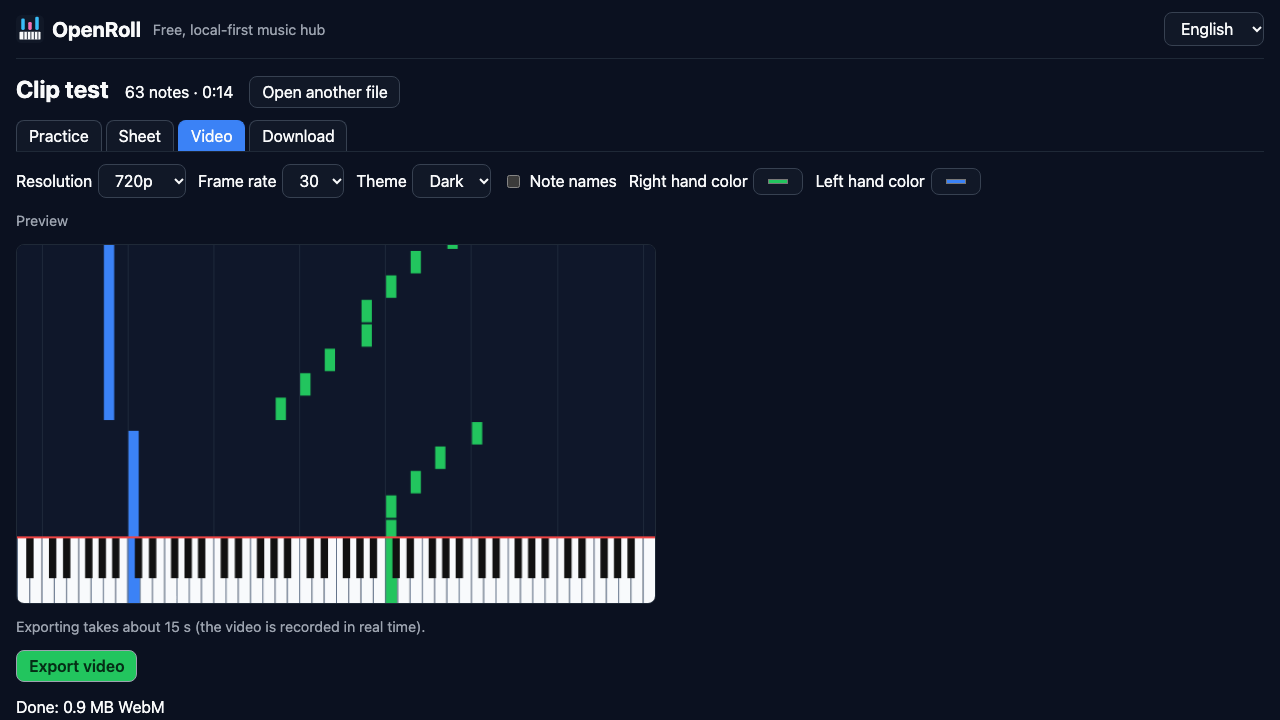 OpenRoll Free, local-first music hub English
Clip test 63 notes · 0:14 Open another file
Practice Sheet Video Download
Resolution 720p Frame rate 30 Theme Dark Note names Right hand color Left hand color
Preview
Exporting takes about 15 s (the video is recorded in real time).
Export video
Done: 0.9 MB WebM